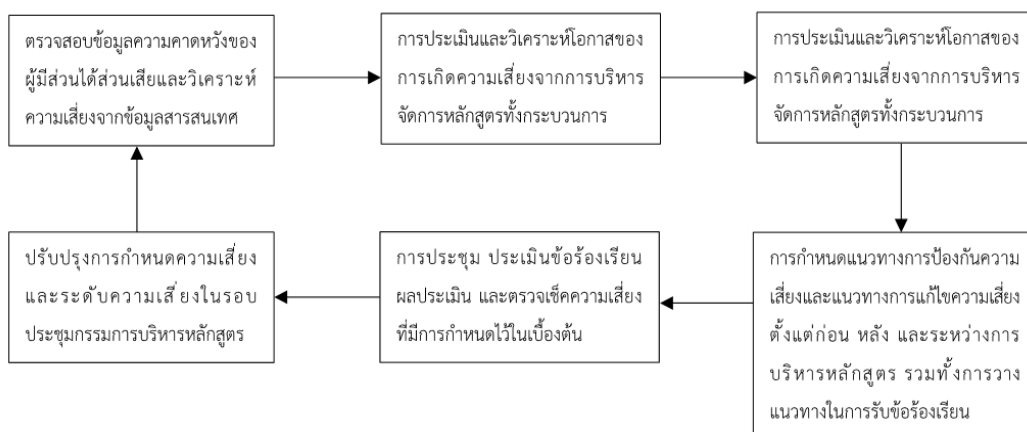 ตรวจสอบข้อมูลความคาดหวังของ
ผู้มีส่วนได้ส่วนเสียและวิเคราะห์
ความเสี่ยงจากข้อมูลสารสนเทศ
การประเมินและวิเคราะห์โอกาสของ
การเกิดความเสี่ยงจากการบริหาร
จัดการหลักสูตรทั้งกระบวนการ
การประเมินและวิเคราะห์โอกาสของ
การเกิดความเสี่ยงจากการบริหาร
จัดการหลักสูตรทั้งกระบวนการ
การกำหนดแนวทางการป้องกันความ
เสี่ยงและแนวทางการแก้ไขความเสี่ยง
ตั้งแต่ก่อน หลัง และระหว่างการ
บริหารหลักสูตร รวมทั้งการวาง
แนวทางในการรับข้อร้องเรียน
การประชุม ประเมินข้อร้องเรียน
ผลประเมิน และตรวจเช็คความเสี่ยง
ที่มีการกำหนดไว้ในเบื้องต้น
ปรับปรุงการกำหนดความเสี่ยง
และระดับความเสี่ยงในรอบ
ประชุมกรรมการบริหารหลักสูตร